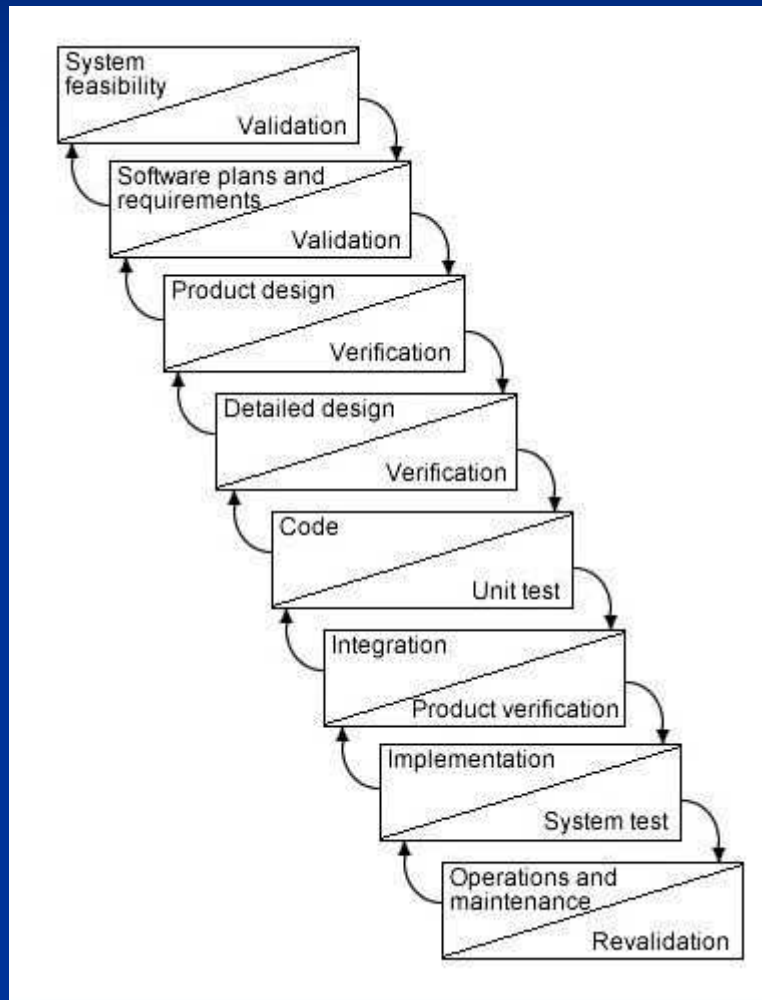 System
feasibility
Validation
Software plans and
requirements
Validation
Product design
Verification
Detailed design
Verification
Code
Unit test
Integration
Product verification
Implementation
System test
Operations and
maintenance
Revalidation